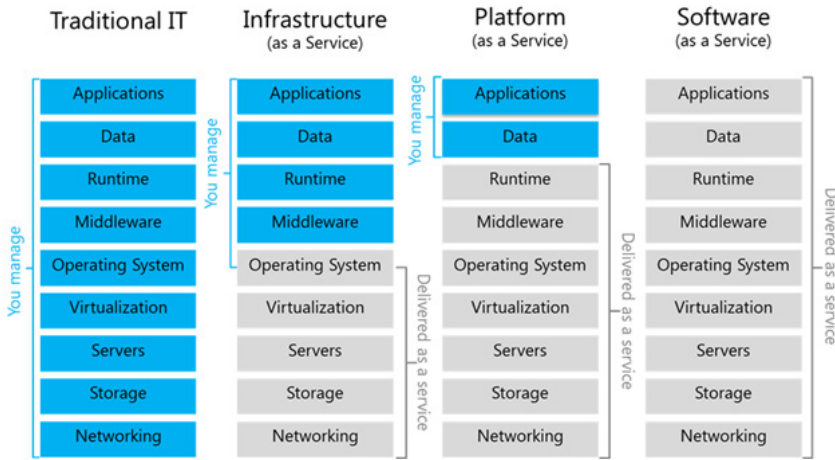 Traditional IT
Infrastructure
(as a Service)
Platform
(as a Service)
Software
(as a Service)
You manage
Applications
Data
Runtime
Middleware
Operating System
Virtualization
Servers
Storage
Networking
You manage
Applications
Data
Runtime
Middleware
Operating System
Virtualization
Servers
Storage
Networking
Delivered as a service
You manage
Applications
Data
Runtime
Middleware
Operating System
Virtualization
Servers
Storage
Networking
Delivered as a service
Applications
Data
Runtime
Middleware
Operating System
Virtualization
Servers
Storage
Networking
Delivered as a service